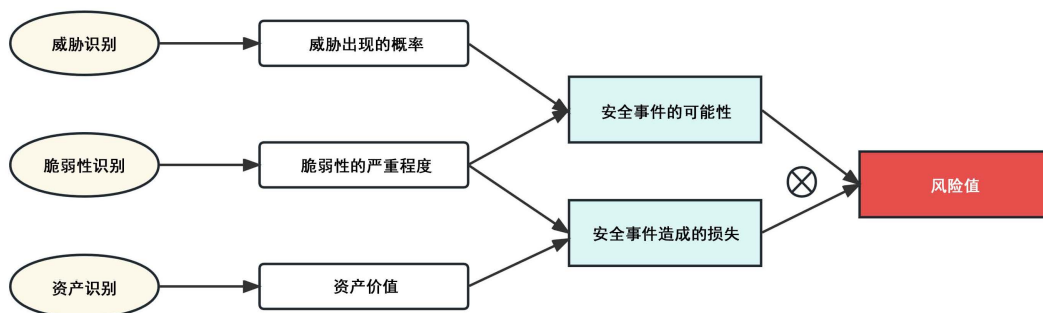 威胁识别
威胁出现的概率
安全事件的可能性
脆弱性识别
脆弱性的严重程度
风险值
安全事件造成的损失
资产识别
资产价值